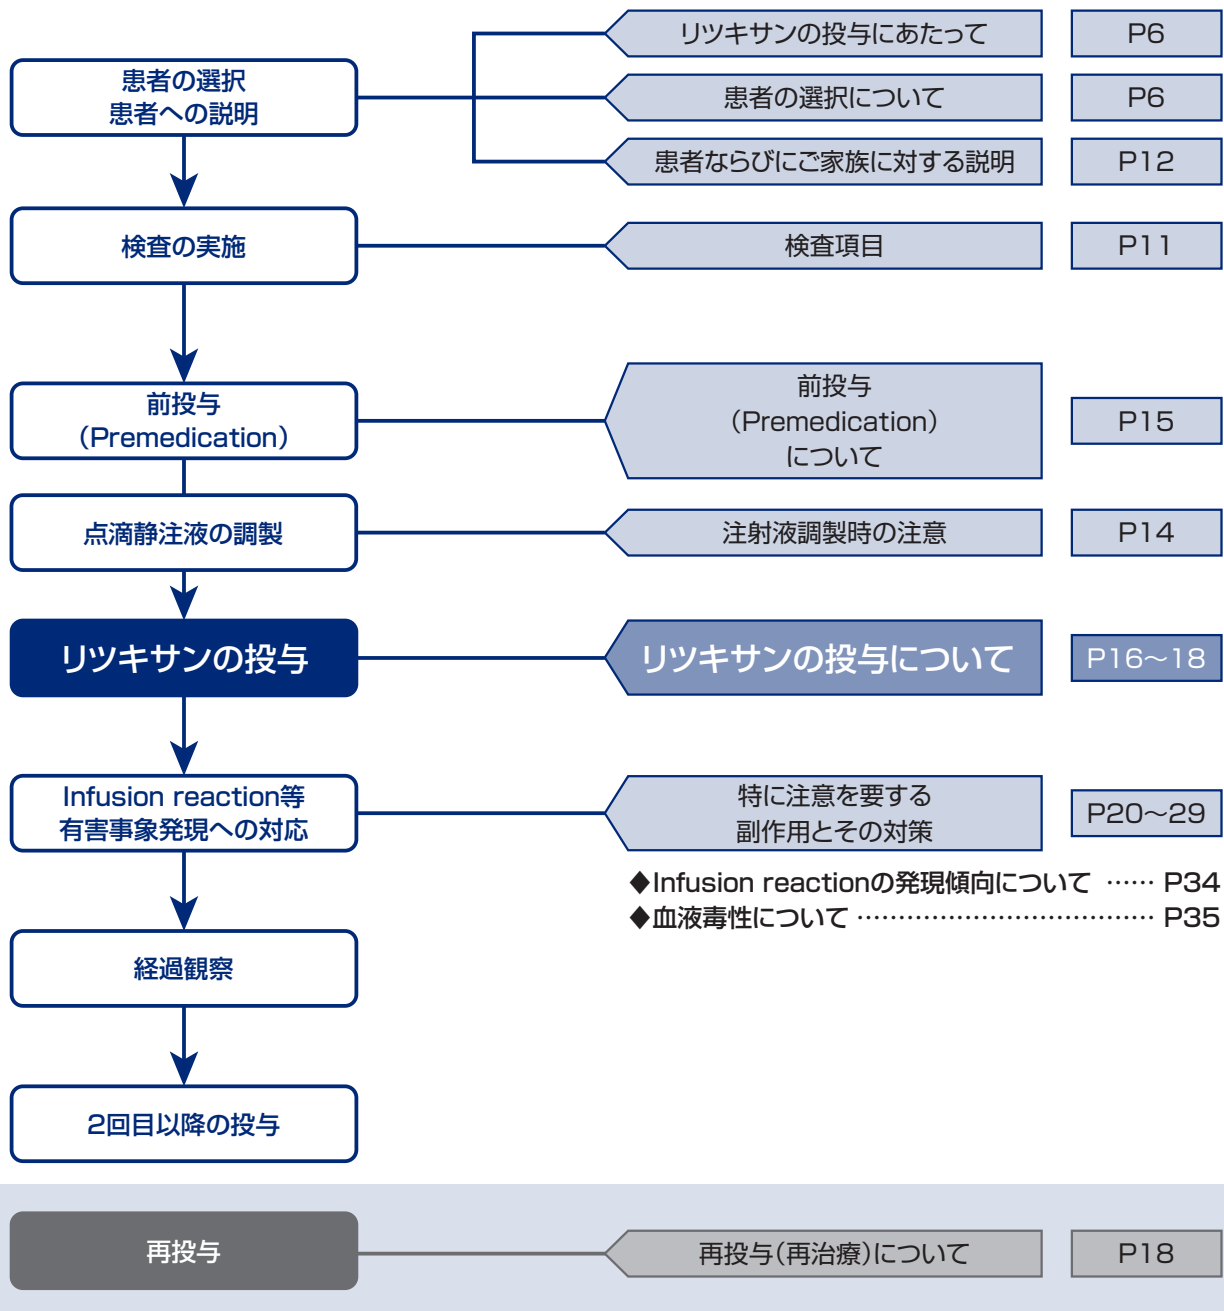 患者の選択
患者への説明
リツキサンの投与にあたって P6
患者の選択について P6
患者ならびにご家族に対する説明 P12
検査の実施
検査項目 P11
前投与
(Premedication)
前投与
(Premedication)
について
P15
点滴静注液の調製
注射液調製時の注意 P14
リツキサンの投与
リツキサンの投与について P16〜18
Infusion reaction等
有害事象発現への対応
特に注意を要する
副作用とその対策
P20〜29
◆Infusion reactionの発現傾向について …… P34
◆血液毒性について ……………………………… P35
経過観察
2回目以降の投与
再投与
再投与(再治療)について P18